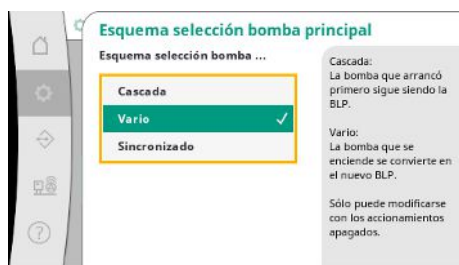 Esquema selección bomba principal
Esquema selección bomba ...
Cascada
Vario
Sincronizado
Cascada:
La bomba que arrancó
primero sigue siendo la
BLP.
Vario:
La bomba que se
enciende se convierte en
el nuevo BLP.
Sólo puede modificarse
con los accionamientos
apagados.